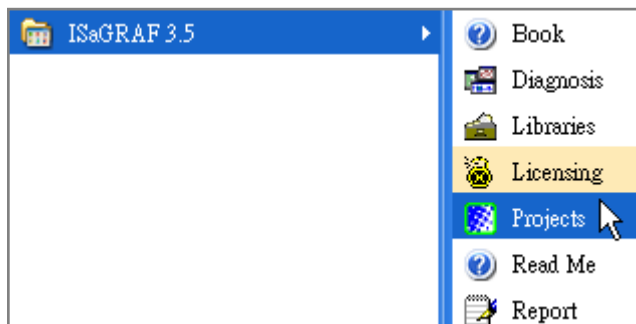 ISaGRAF 3.5
Book
Diagnosis
Libraries
Licensing
Projects
Read Me
Report